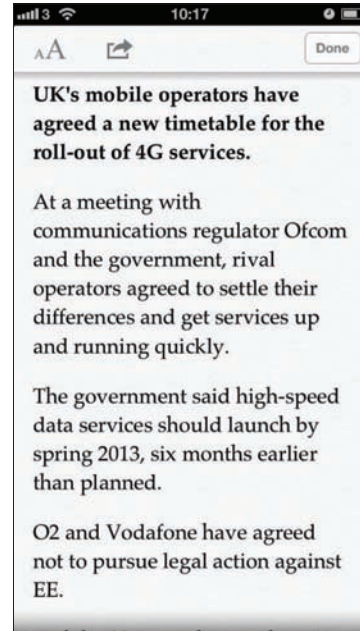 3 10:17
AA Done
UK's mobile operators have
agreed a new timetable for the
roll-out of 4G services.
At a meeting with
communications regulator Ofcom
and the government, rival
operators agreed to settle their
differences and get services up
and running quickly.
The government said high-speed
data services should launch by
spring 2013, six months earlier
than planned.
O2 and Vodafone have agreed
not to pursue legal action against
EE.